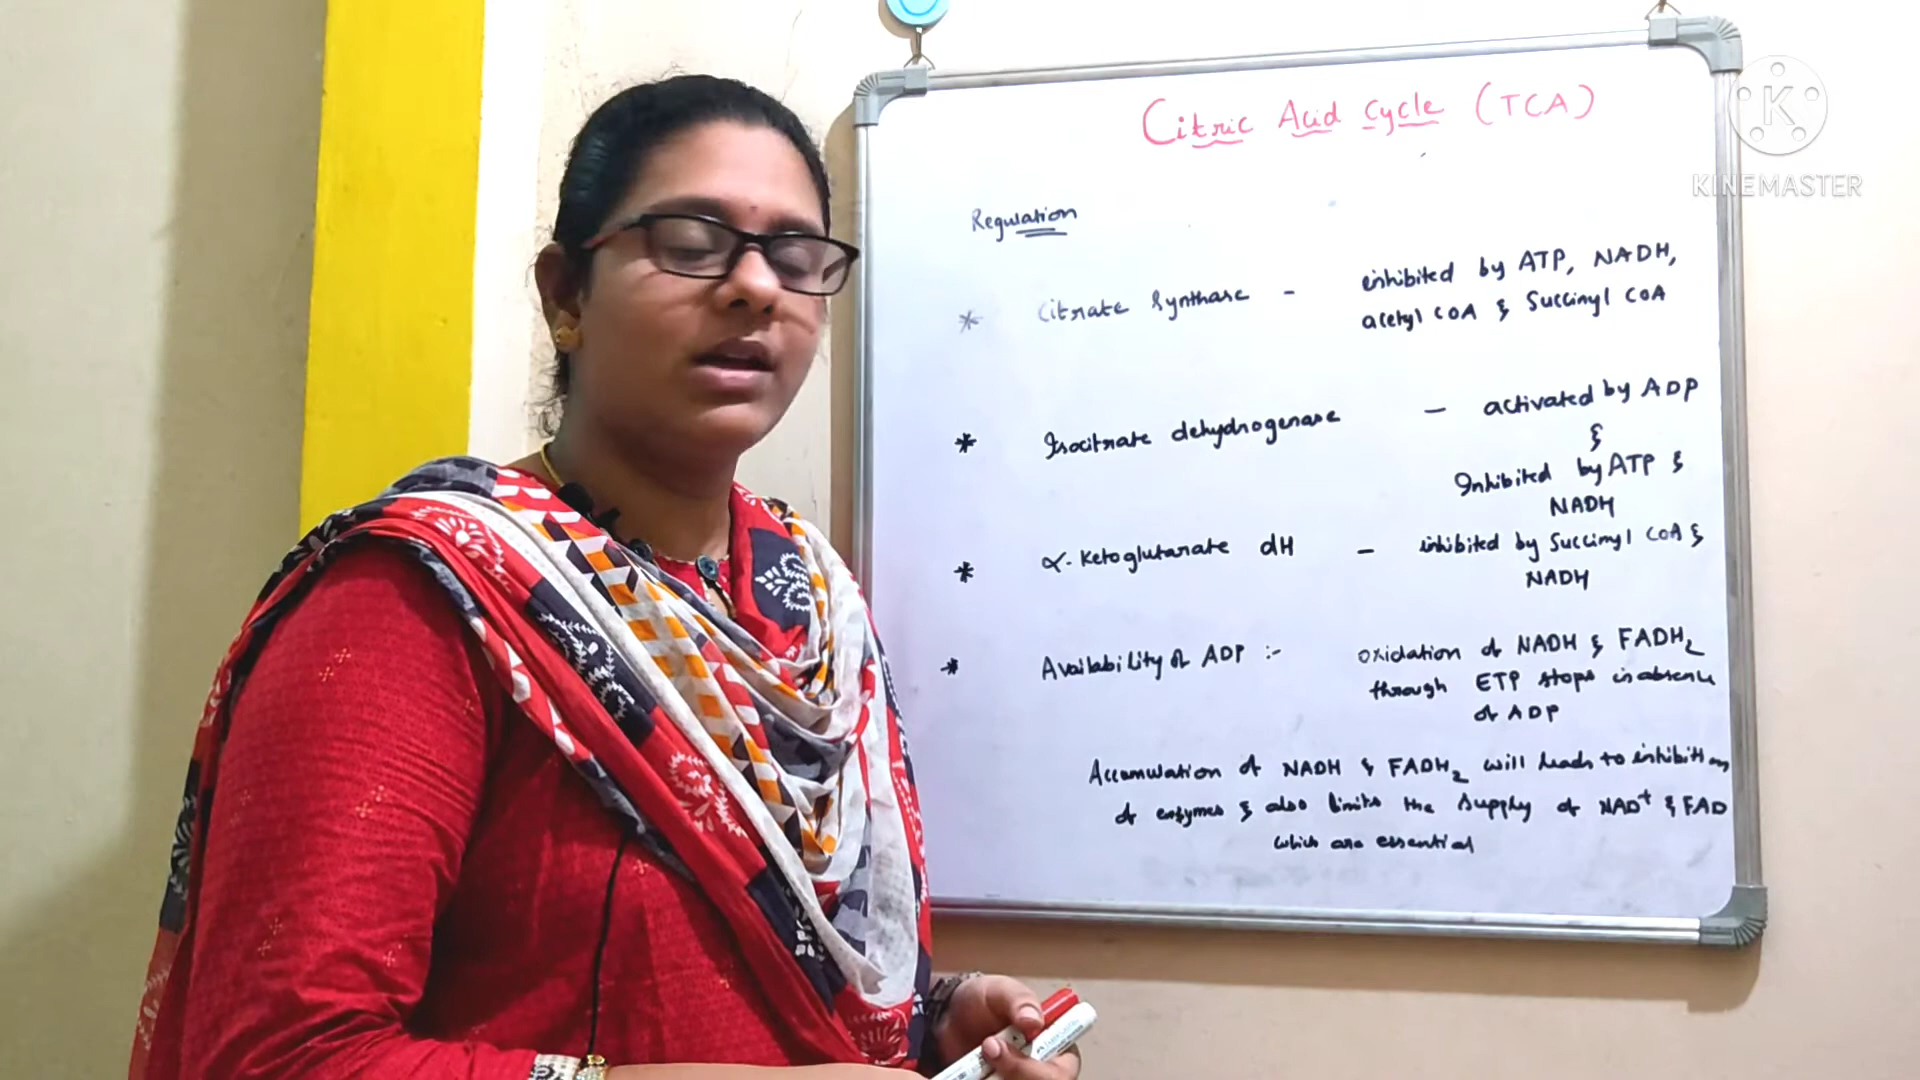 Citric Acid Cycle (TCA)
K
KINEMASTER
Regulation
* Citrate Synthase - inhibited by ATP, NADH,
acetyl COA & Succinyl COA
* Isocitrate dehydrogenase - activated by ADP
&
Inhibited by ATP &
NADH
* α-Ketoglutarate dH - inhibited by Succinyl COA &
NADH
* Availability of ADP :- oxidation of NADH & FADH₂
through ETP stops in absence
of ADP
Accumulation of NADH & FADH₂ will leads to inhibition
of enzymes & also limits the supply of NAD⁺ & FAD
which are essential